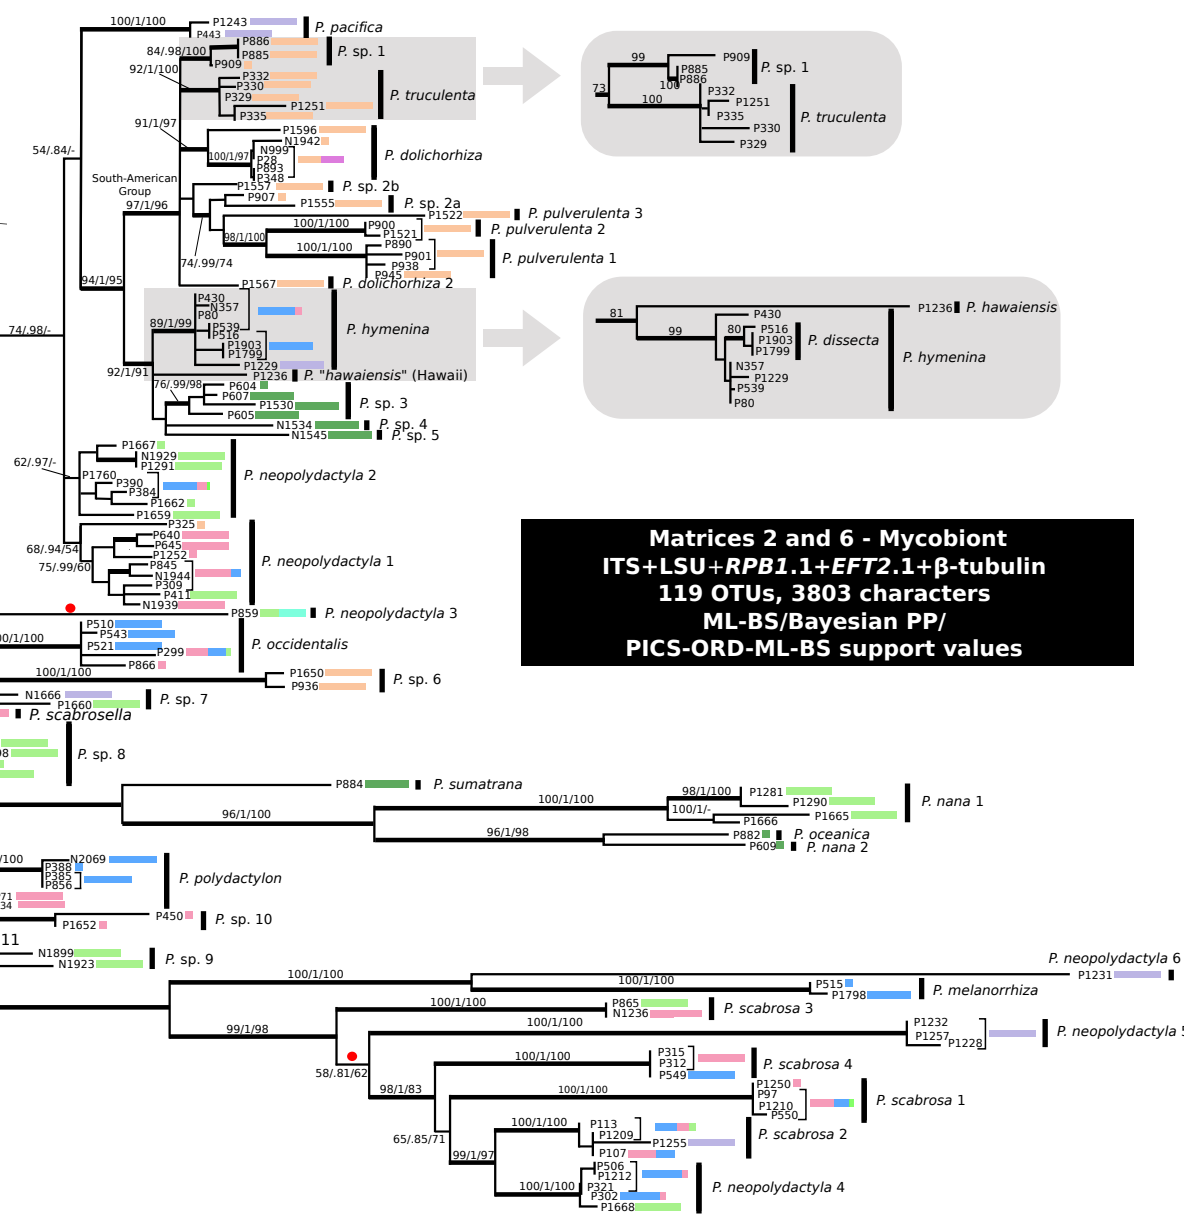 100/1/100
P1243
P443
P. pacifica
84/.98/100
P886
P885
P909
P. sp. 1
92/1/100
P332
P330
P329
P1251
P335
P. truculenta
91/1/97
P1596
N1942
100/1/97
N999
P28
P893
P348
P. dolichorhiza
54/.84/-
South-American
Group
97/1/96
P1557
P. sp. 2b
P907
P1555
P. sp. 2a
P1522
P. pulverulenta 3
100/1/100
P900
P1521
P. pulverulenta 2
98/1/100
100/1/100
P890
P901
P938
P945
P. pulverulenta 1
74/.99/74
94/1/95
P1567
P. dolichorhiza 2
P430
N357
P80
89/1/99
P539
P516
P1903
P1799
P. hymenina
P1229
74/.98/-
92/1/91
P1236
P. "hawaiensis" (Hawaii)
76/.99/98
P604
P607
P1530
P605
P. sp. 3
N1534
P. sp. 4
N1545
P. sp. 5
99
P909
P885
P886
100
P. sp. 1
73
100
P332
P1251
P335
P330
P329
P. truculenta
81
P1236
P. hawaiensis
99
P430
80
P516
P1903
P1799
P. dissecta
N357
P1229
P539
P80
P. hymenina
62/.97/-
P1667
N1929
P1291
P1760
P390
P384
P1662
P1659
P. neopolydactyla 2
68/.94/54
75/.99/60
P325
P640
P645
P1252
P845
N1944
P309
P411
N1939
P. neopolydactyla 1
P859
P. neopolydactyla 3
00/1/100
P510
P543
P521
P299
P866
P. occidentalis
100/1/100
P1650
P936
P. sp. 6
N1666
P1660
P. sp. 7
P. scabrosella
98
P. sp. 8
Matrices 2 and 6 - Mycobiont
ITS+LSU+RPB1.1+EFT2.1+β-tubulin
119 OTUs, 3803 characters
ML-BS/Bayesian PP/
PICS-ORD-ML-BS support values
P884
P. sumatrana
96/1/100
100/1/100
98/1/100
P1281
P1290
100/1/-
P1665
P1666
P. nana 1
96/1/98
P882
P. oceanica
P609
P. nana 2
/100
N2069
P388
P385
P856
P. polydactylon
71
34
P450
P1652
P. sp. 10
11
N1899
N1923
P. sp. 9
100/1/100
P. neopolydactyla 6
P1231
100/1/100
P515
P1798
P. melanorrhiza
99/1/98
100/1/100
P865
N1236
P. scabrosa 3
100/1/100
P1232
P1257
P1228
P. neopolydactyla 5
58/.81/62
98/1/83
100/1/100
P315
P312
P549
P. scabrosa 4
100/1/100
P1250
P97
P1210
P550
P. scabrosa 1
65/.85/71
100/1/100
P113
P1209
P1255
P107
P. scabrosa 2
99/1/97
100/1/100
P506
P1212
P321
P302
P1668
P. neopolydactyla 4